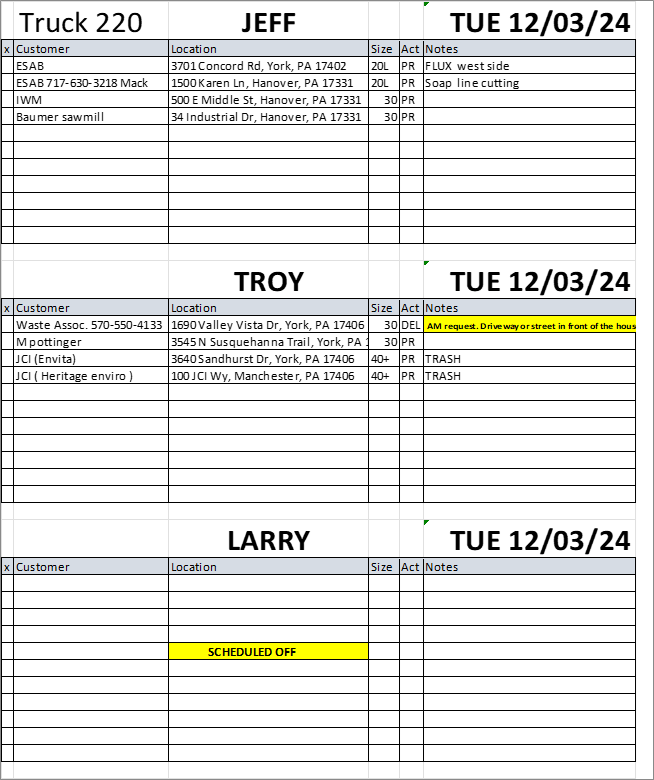 Truck 220 JEFF TUE 12/03/24
x Customer Location Size Act Notes
ESAB 3701 Concord Rd, York, PA 17402 20L PR FLUX west side
ESAB 717-630-3218 Mack 1500 Karen Ln, Hanover, PA 17331 20L PR Soap line cutting
IWM 500 E Middle St, Hanover, PA 17331 30 PR
Baumer sawmill 34 Industrial Dr, Hanover, PA 17331 30 PR
TROY TUE 12/03/24
x Customer Location Size Act Notes
Waste Assoc. 570-550-4133 1690 Valley Vista Dr, York, PA 17406 30 DEL AM request. Driveway or street in front of the hous
M pottinger 3545 N Susquehanna Trail, York, PA 1 30 PR
JCI (Envita) 3640 Sandhurst Dr, York, PA 17406 40+ PR TRASH
JCI ( Heritage enviro ) 100 JCI Wy, Manchester, PA 17406 40+ PR TRASH
LARRY TUE 12/03/24
x Customer Location Size Act Notes
SCHEDULED OFF